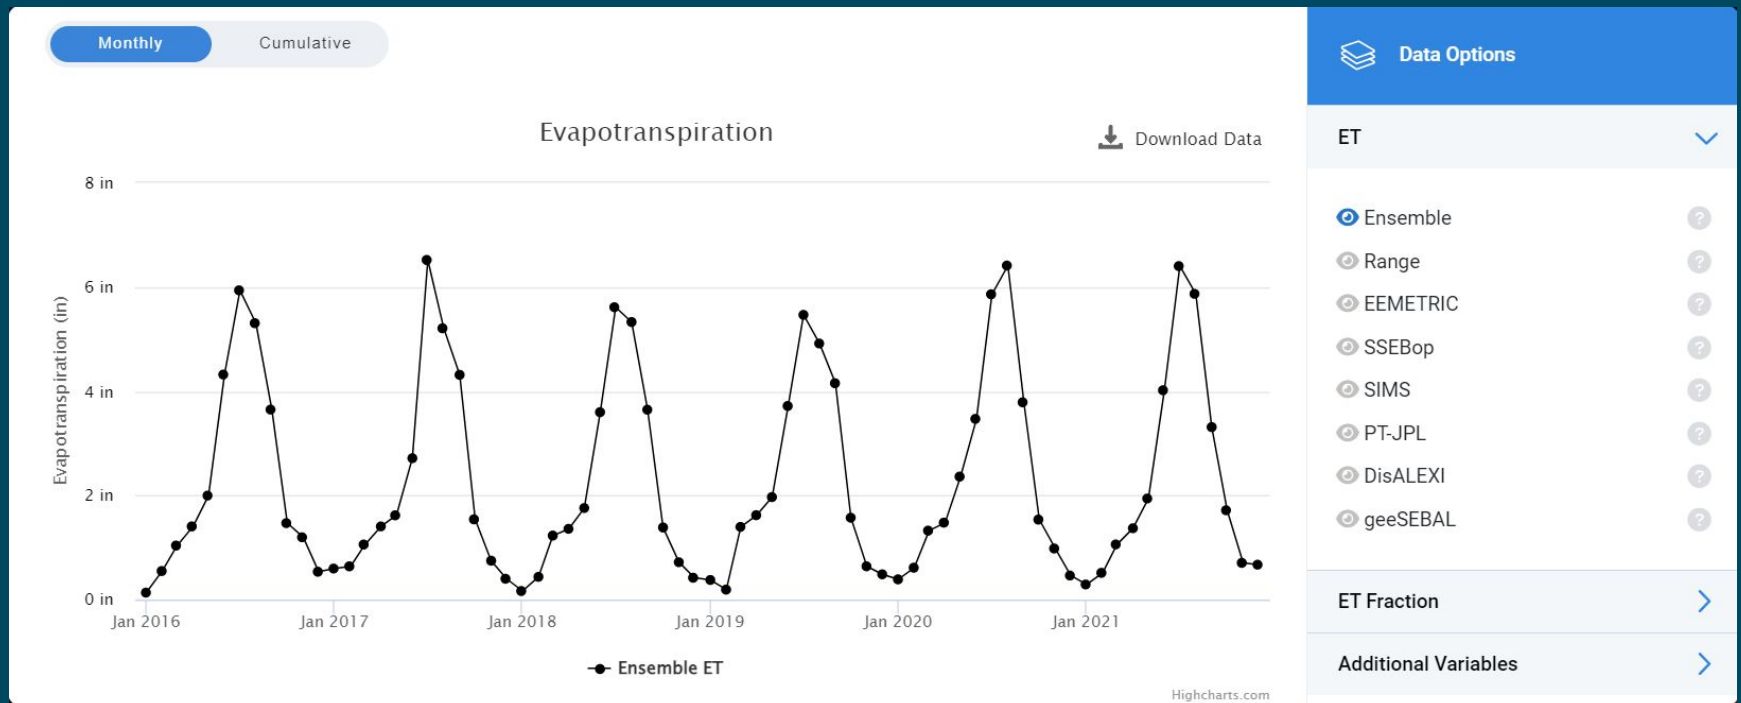 Monthly
Cumulative
Evapotranspiration
Download Data
Evapotranspiration (in)
8 in
6 in
4 in
2 in
0 in
Jan 2016
Jan 2017
Jan 2018
Jan 2019
Jan 2020
Jan 2021
Ensemble ET
Highcharts.com
Data Options
ET
Ensemble ?
Range ?
EEMETRIC ?
SSEBop ?
SIMS ?
PT-JPL ?
DisALEXI ?
geeSEBAL ?
ET Fraction
Additional Variables